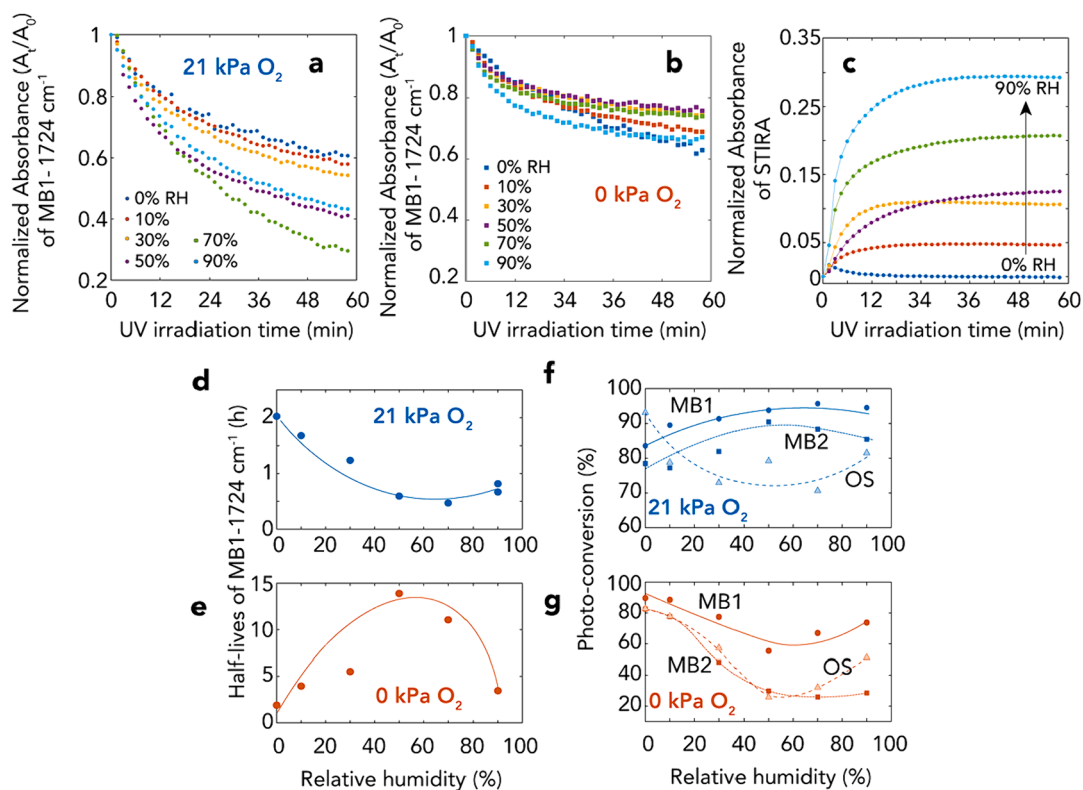 a
21 kPa O₂
Normalized Absorbance (Aₜ/A₀)
of MB1- 1724 cm⁻¹
1
0.8
0.6
0.4
0.2
0% RH
10%
30%
50%
70%
90%
0 12 24 36 48 60
UV irradiation time (min)
b
Normalized Absorbance (Aₜ/A₀)
of MB1- 1724 cm⁻¹
1
0.8
0.6
0.4
0.2
0% RH
10%
30%
50%
70%
90%
0 kPa O₂
0 12 24 36 48 60
UV irradiation time (min)
c
Normalized Absorbance
of STIRA
0.35
0.25
0.15
0.05
0
90% RH
0% RH
0 12 24 36 48 60
UV irradiation time (min)
d
21 kPa O₂
2
1
0
0 20 40 60 80 100
Half-lives of MB1-1724 cm⁻¹ (h)
e
15
10
5
0
0 kPa O₂
0 20 40 60 80 100
Relative humidity (%)
f
100
90
80
70
60
MB1
MB2
OS
21 kPa O₂
0 20 40 60 80 100
Photo-conversion (%)
g
100
80
60
40
20
MB1
MB2
OS
0 kPa O₂
0 20 40 60 80 100
Relative humidity (%)